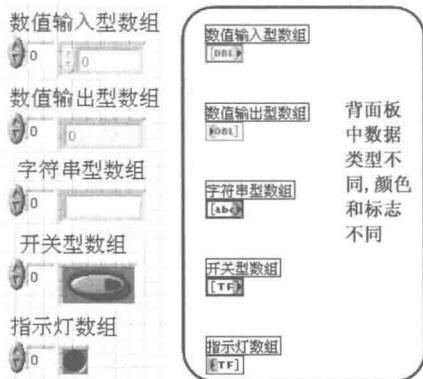 数值输入型数组
0
0
数值输出型数组
0
0
字符串型数组
0
开关型数组
0
指示灯数组
0
数值输入型数组
[DBL]
数值输出型数组
[DBL]
字符串型数组
[abc]
开关型数组
[TF]
指示灯数组
[TF]
背面板
中数据
类型不
同,颜色
和标志
不同